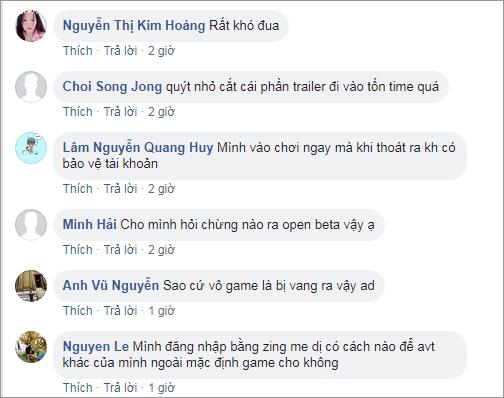 Nguyễn Thị Kim Hoảng Rất khó đua
Thích · Trả lời · 2 giờ
Choi Song Jong quýt nhỏ cắt cái phần trailer đi vào tốn time quá
Thích · Trả lời · 2 giờ
Lâm Nguyễn Quang Huy Mình vào chơi ngay mà khi thoát ra kh có
bảo vệ tải khoản
Thích · Trả lời · 2 giờ
Minh Hải Cho mình hỏi chừng nào ra open beta vậy ạ
Thích · Trả lời · 2 giờ
Anh Vũ Nguyễn Sao cứ vô game là bị vang ra vậy ad
Thích · Trả lời · 1 giờ
Nguyen Le Mình đăng nhập bằng zing me dị có cách nào để avt
khác của mình ngoài mặc định game cho không
Thích · Trả lời · 1 giờ